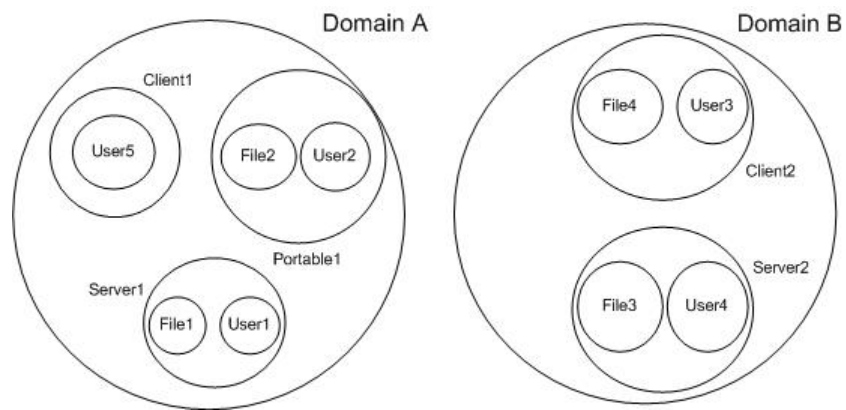 Domain A
Client1
User5
File2
User2
Portable1
Server1
File1
User1
Domain B
File4
User3
Client2
Server2
File3
User4